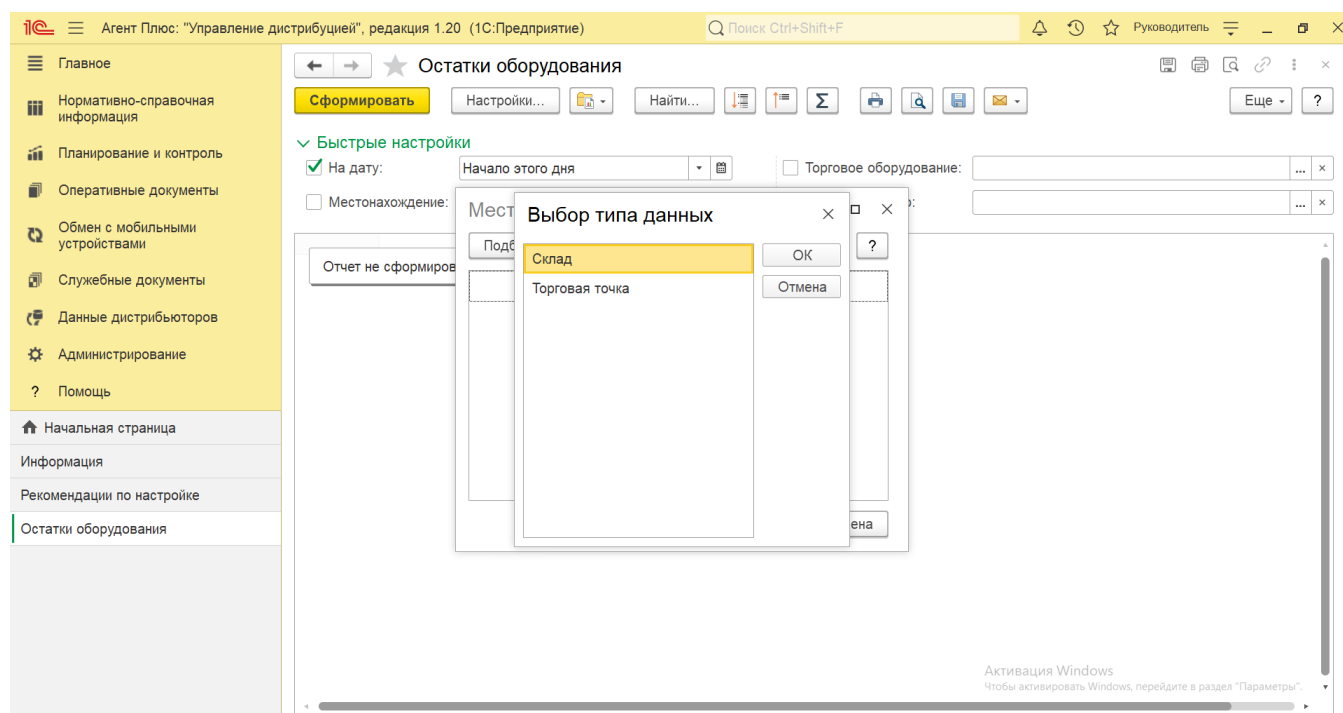 Агент Плюс: "Управление дистрибуцией", редакция 1.20 (1С:Предприятие)
Поиск Ctrl+Shift+F
Руководитель
Главное
Нормативно-справочная
информация
Планирование и контроль
Оперативные документы
Обмен с мобильными
устройствами
Служебные документы
Данные дистрибьюторов
Администрирование
? Помощь
Начальная страница
Информация
Рекомендации по настройке
Остатки оборудования
Остатки оборудования
Сформировать
Настройки...
Найти...
Σ
Еще
?
Быстрые настройки
На дату:
Начало этого дня
Торговое оборудование:
...
×
Местонахождение:
...
×
Отчет не сформиров
Мест
Подб
?
ена
Выбор типа данных
Склад
Торговая точка
ОК
Отмена
Активация Windows
Чтобы активировать Windows, перейдите в раздел "Параметры".